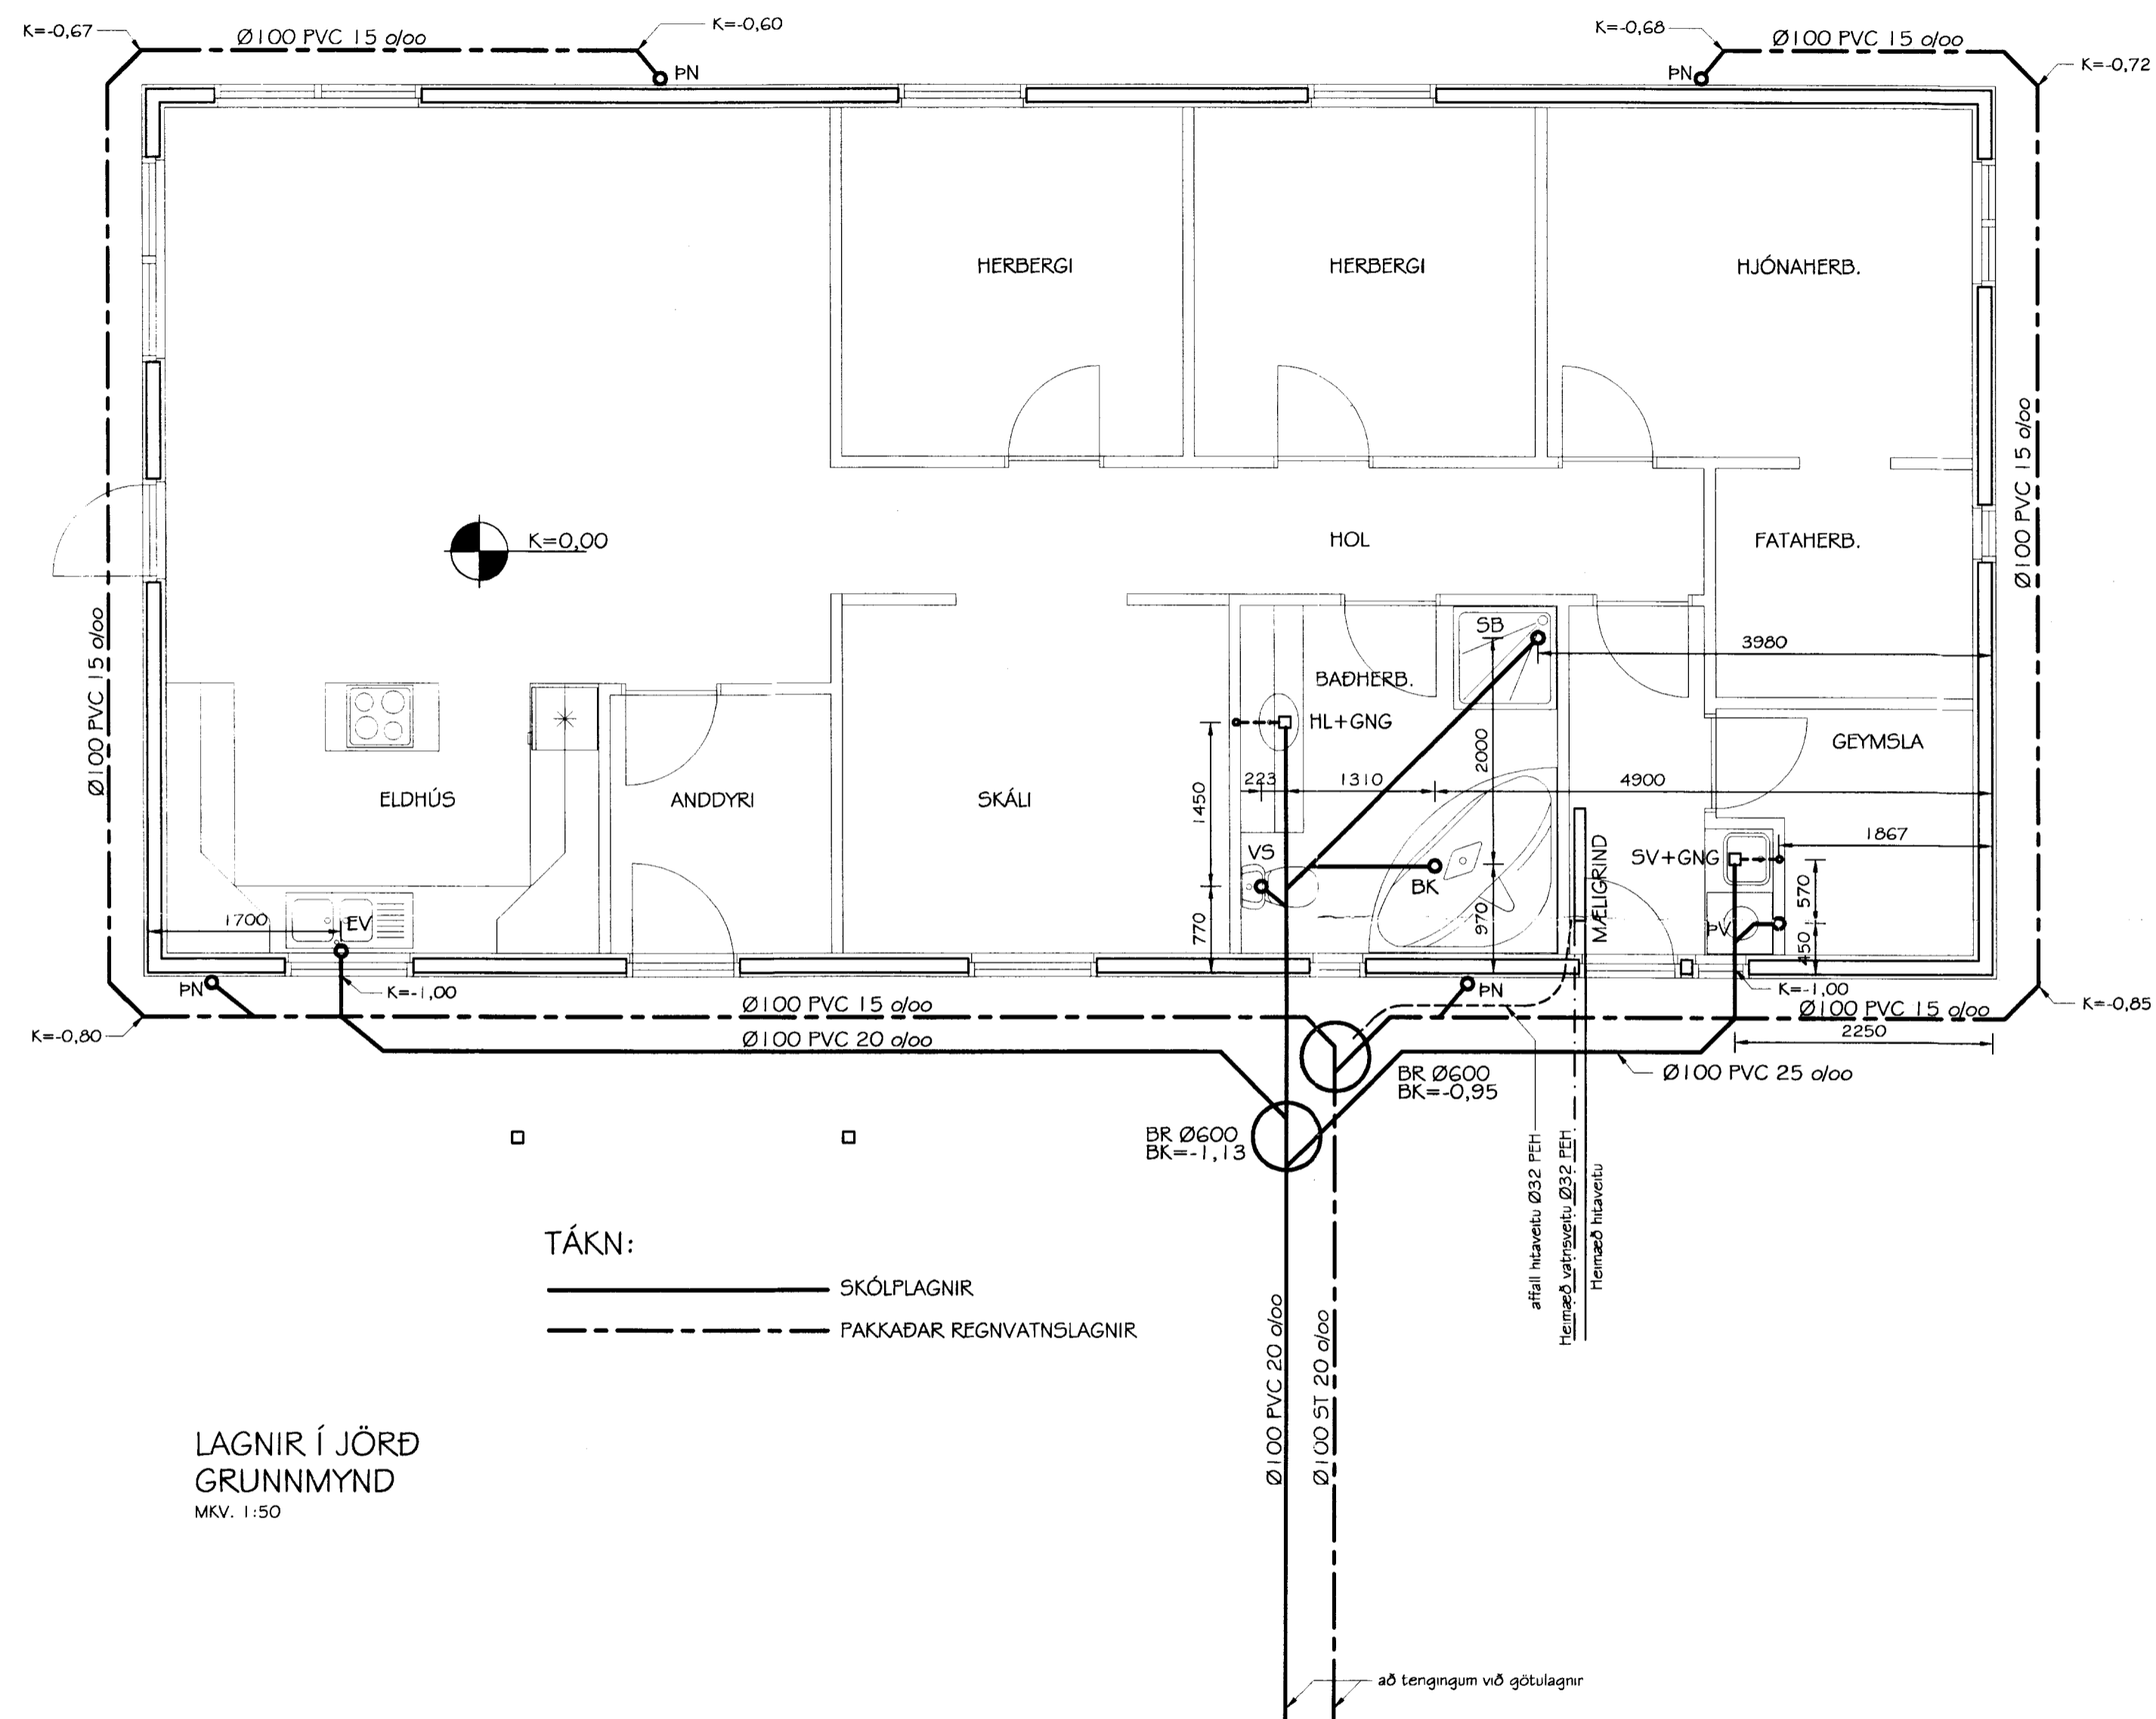 K=-0,67
Ø100 PVC 15 o/oo
K=-0,60
ÞN
K=-0,68
Ø100 PVC 15 o/oo
K=-0,72
ÞN
HERBERGI
HERBERGI
HJÓNAHERB.
Ø100 PVC 15 o/oo
K=0,00
HOL
FATAHERB.
Ø100 PVC 15 o/oo
SB
3980
BAÐHERB.
HL+GNG
2000
GEYMSLA
223
1310
4900
1450
ELDHÚS
ANDDYRI
SKÁLI
VS
BK
MÆLIGRIND
SV+GNG
1867
570
1700
EV
770
970
ÞV
450
ÞN
K=-1,00
Ø100 PVC 15 o/oo
ÞN
K=-1,00
Ø100 PVC 15 o/oo
K=-0,85
K=-0,80
Ø100 PVC 20 o/oo
2250
BR Ø600
BK=-0,95
Ø100 PVC 25 o/oo
BR Ø600
BK=-1,13
affall hitaveitu Ø32 PEH
Heimæð vatnsveitu Ø32 PEH
Heimæð hitaveitu
TÁKN:
SKÓLPLAGNIR
ÞAKKAÐAR REGNVATNSLAGNIR
Ø100 PVC 20 o/oo
Ø100 ST 20 o/oo
LAGNIR Í JÖRÐ
GRUNNMYND
MKV. 1:50
að tengingum við götulagnir